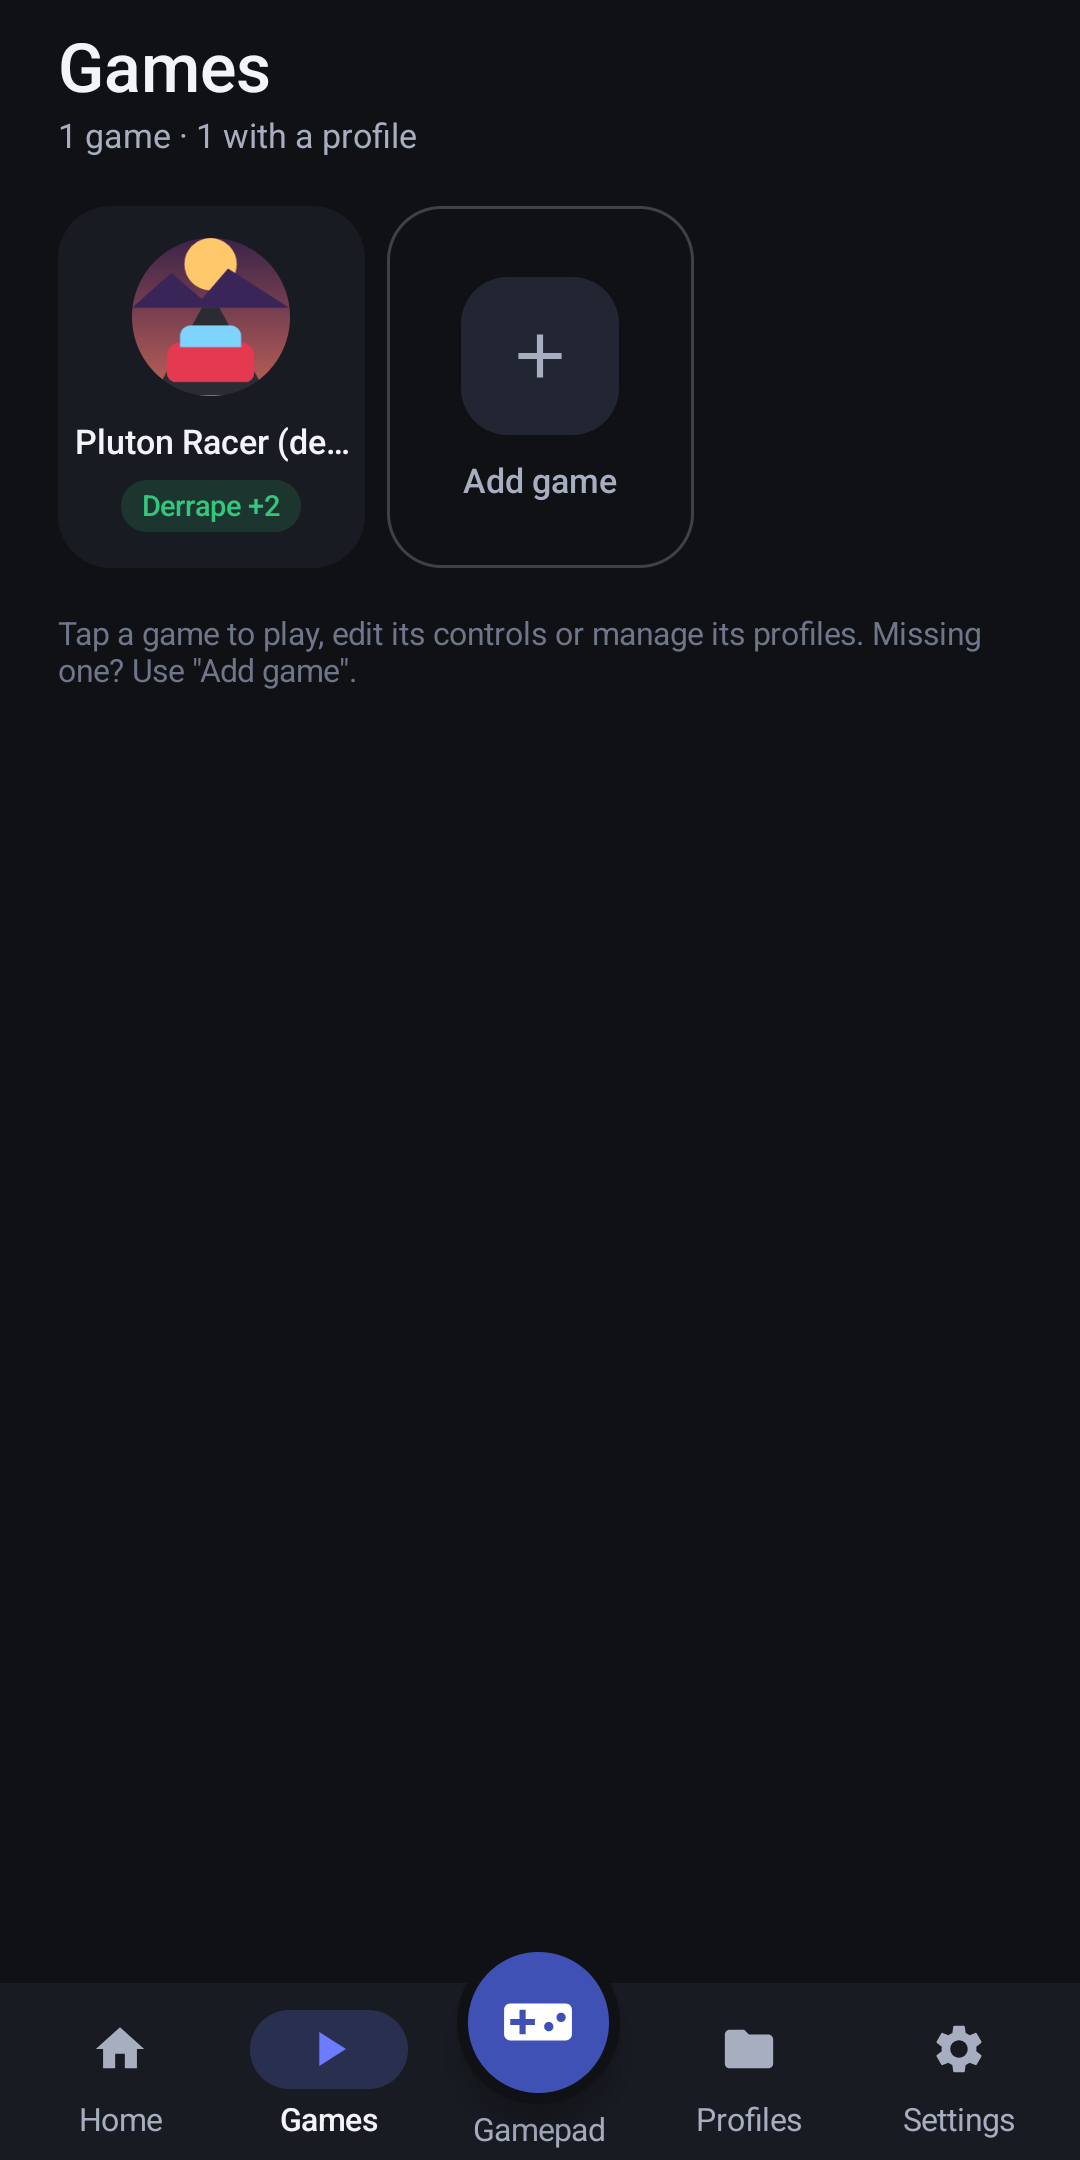 Games
1 game · 1 with a profile
Pluton Racer (de...
Derrape +2
Add game
Tap a game to play, edit its controls or manage its profiles. Missing
one? Use "Add game".
Home
Games
Gamepad
Profiles
Settings